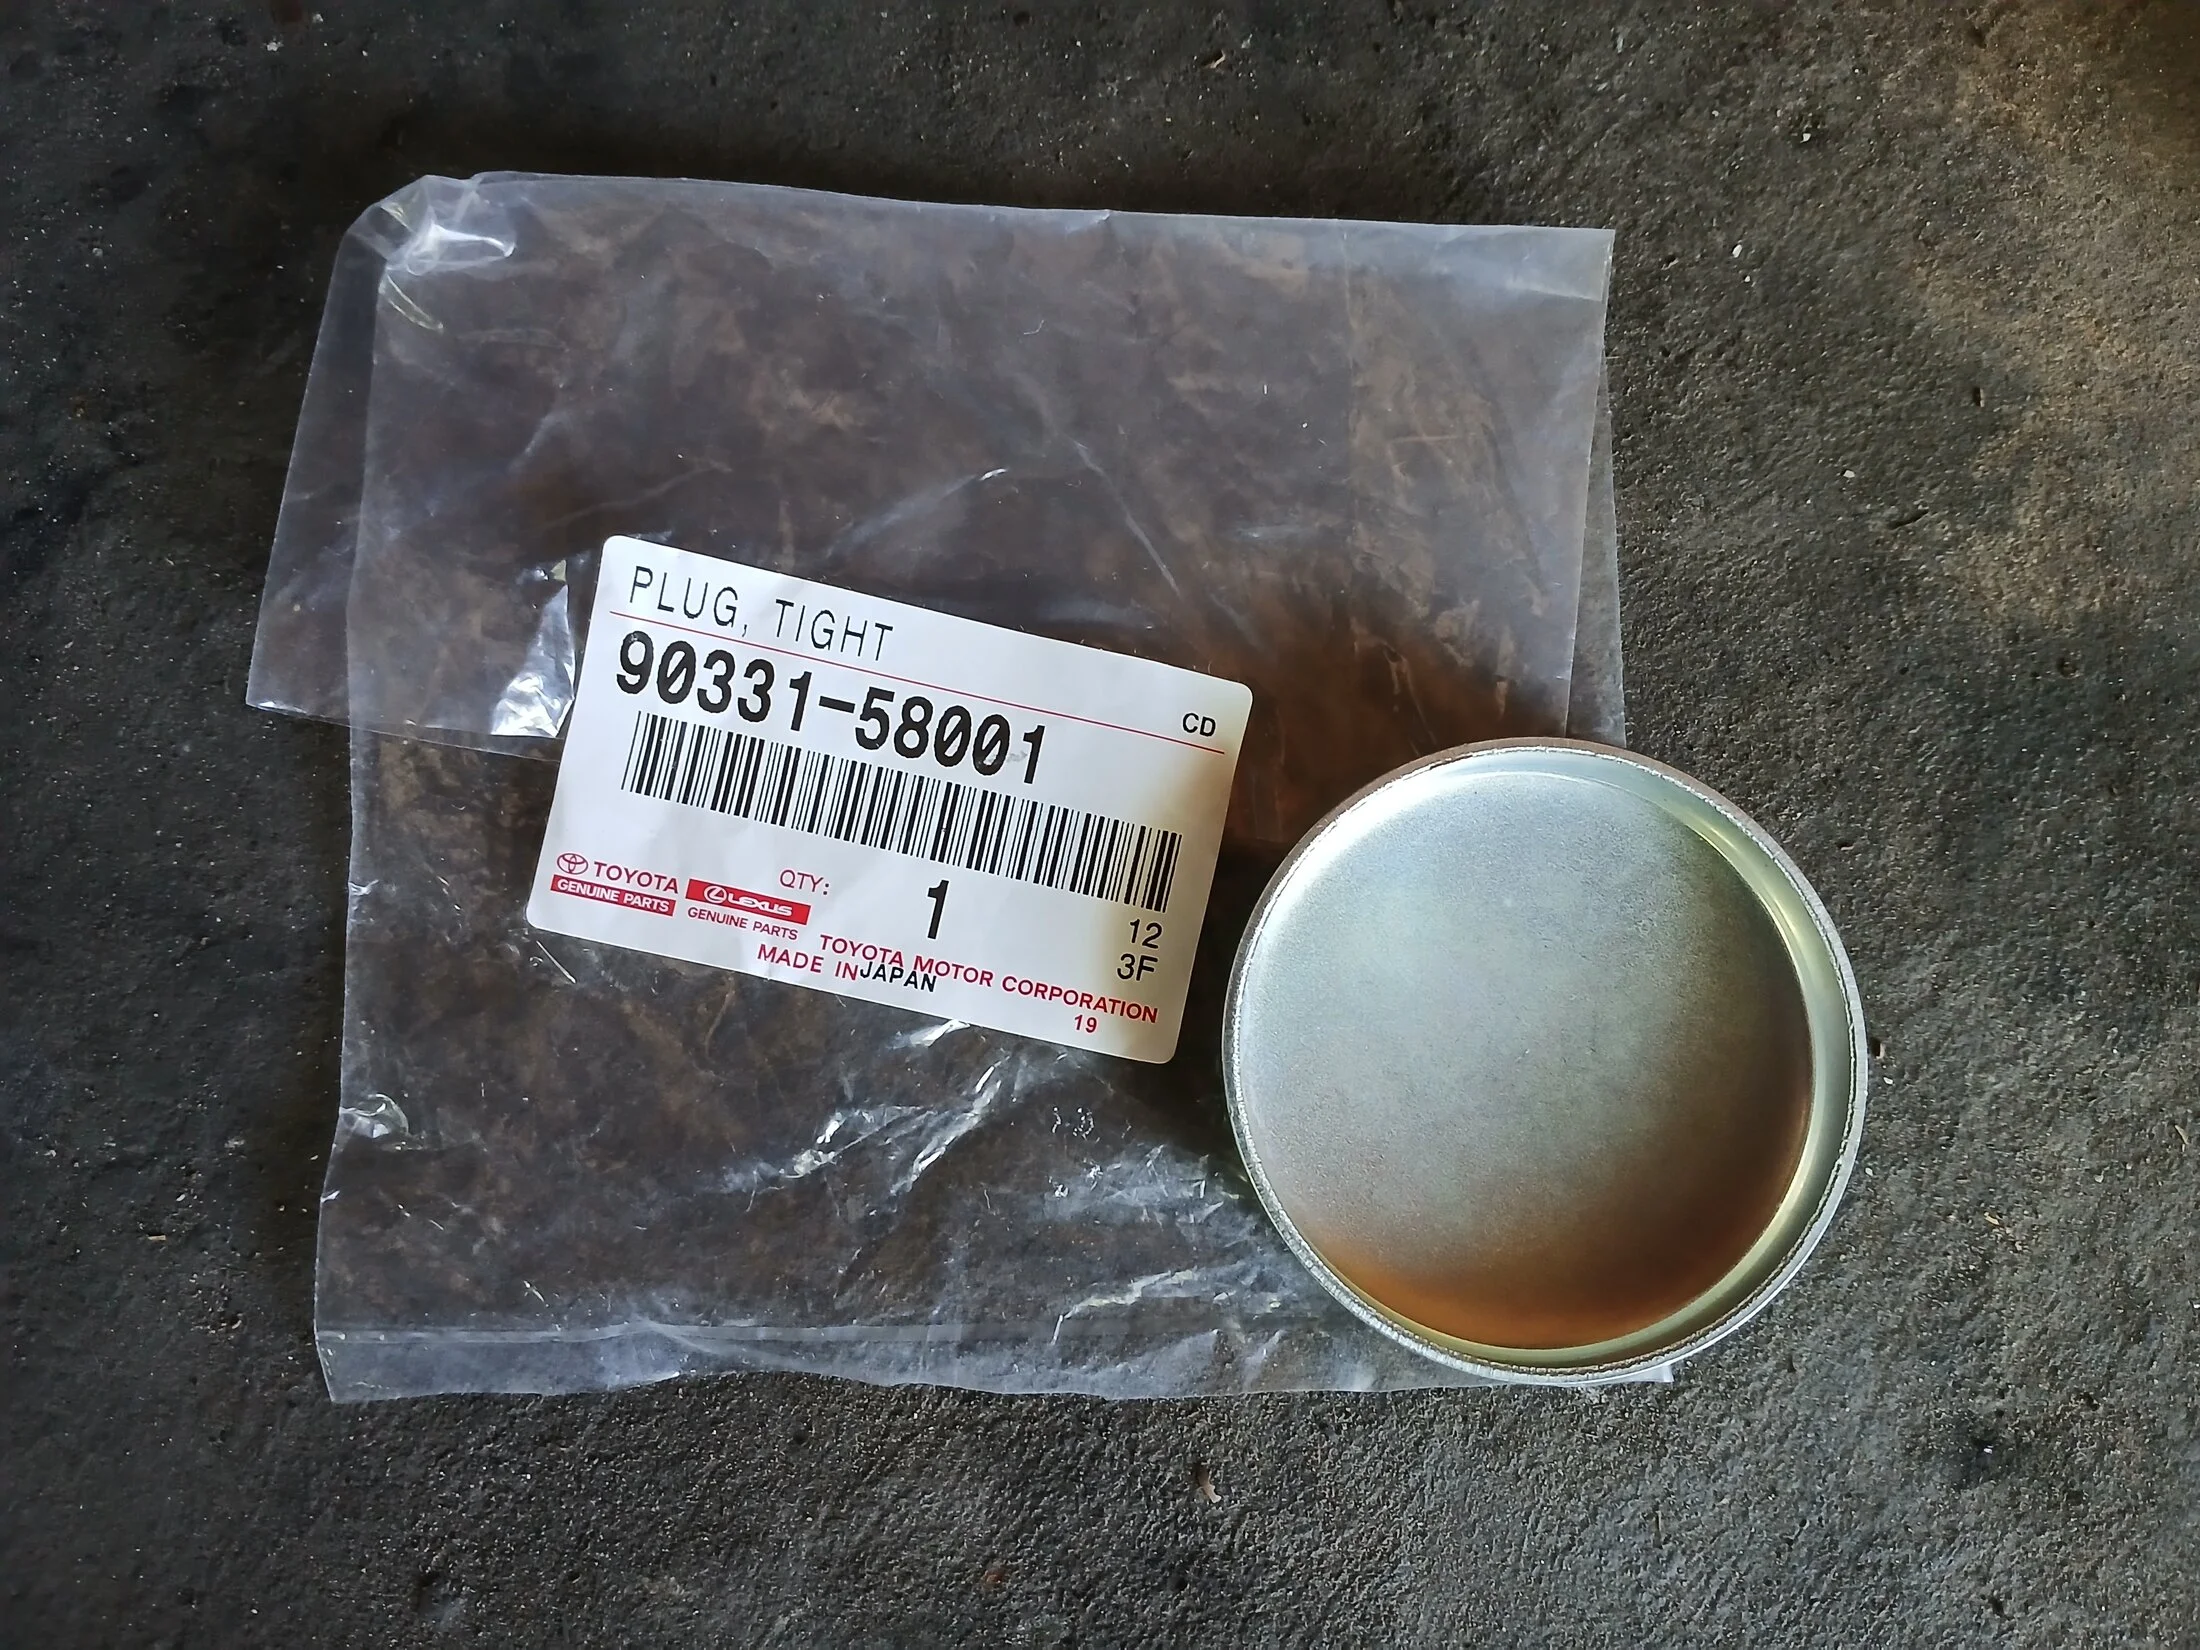 PLUG, TIGHT
CD
90331-58001
TOYOTA
GENUINE PARTS
LEXUS
GENUINE PARTS
QTY:
1
12
3F
TOYOTA MOTOR CORPORATION
MADE IN JAPAN
19